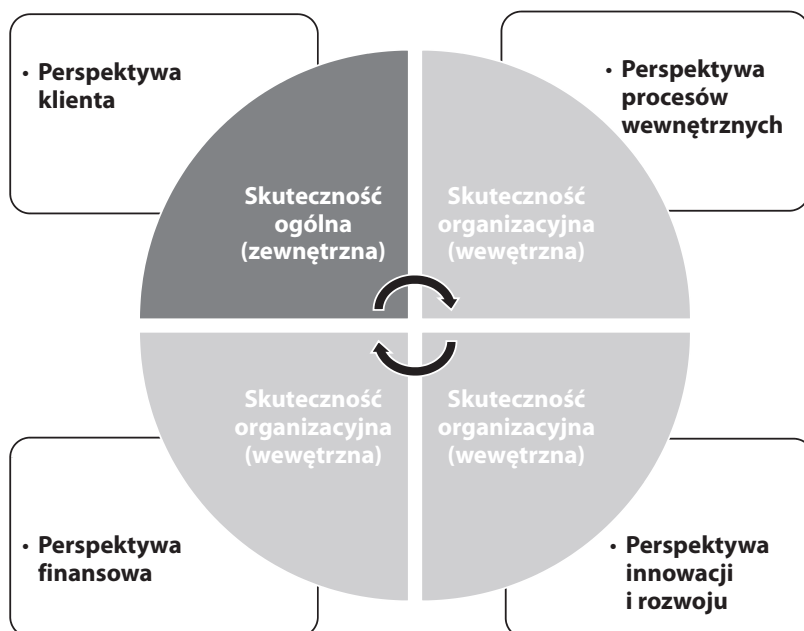 • Perspektywa
klienta
• Perspektywa
procesów
wewnętrznych
Skuteczność
ogólna
(zewnętrzna)
Skuteczność
organizacyjna
(wewętrzna)
Skuteczność
organizacyjna
(wewętrzna)
Skuteczność
organizacyjna
(wewętrzna)
• Perspektywa
finansowa
• Perspektywa
innowacji
i rozwoju